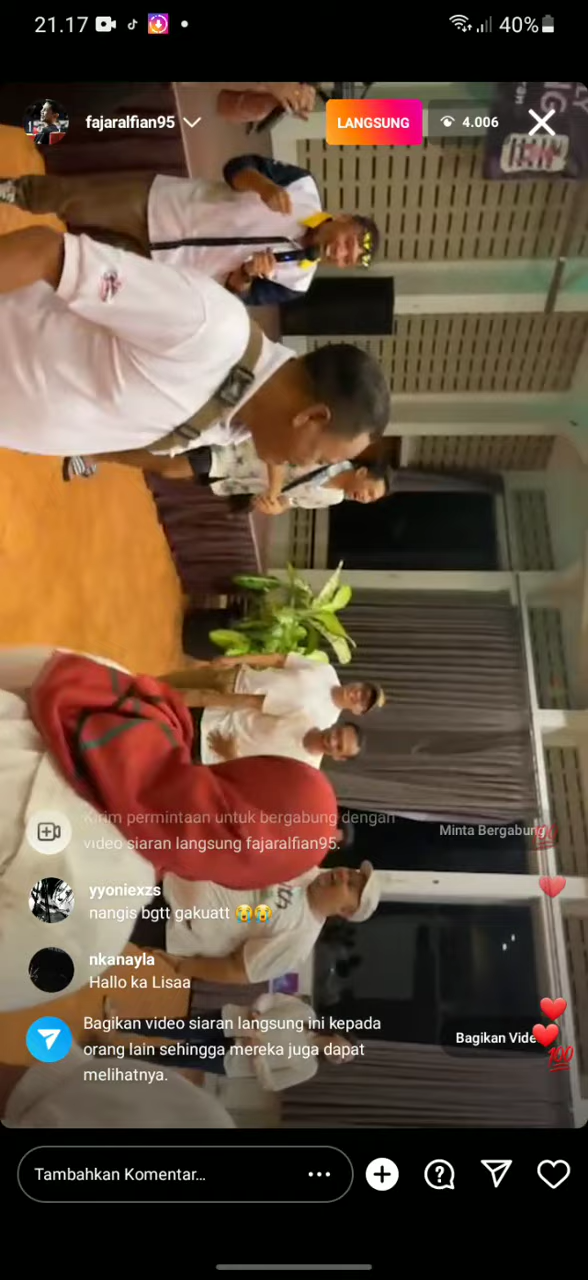 21.17
40%
fajaralfian95
LANGSUNG
4.006
Kirim permintaan untuk bergabung dengan
video siaran langsung fajaralfian95.
Minta Bergabung
yyoniexzs
nangis bgtt gakuatt 😭😭
nkanayla
Hallo ka Lisaa
Bagikan video siaran langsung ini kepada
orang lain sehingga mereka juga dapat
melihatnya.
Bagikan Vide
💯
💯
Tambahkan Komentar...